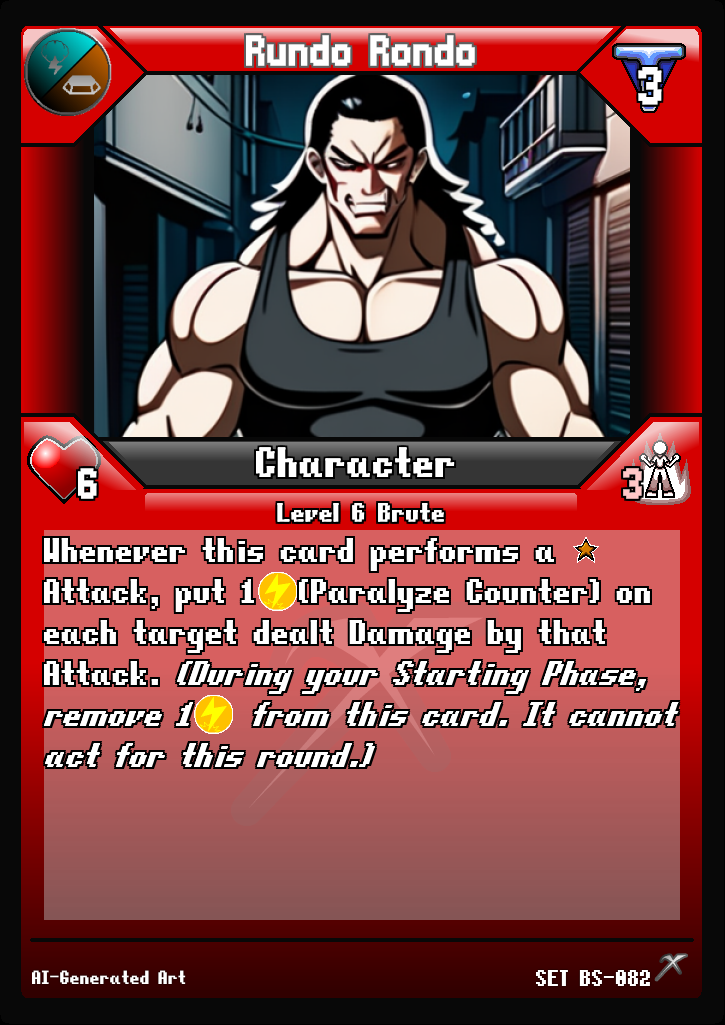 Rundo Rondo
3
6
Character
3
Level 6 Brute
Whenever this card performs a ★
Attack, put 1⚡(Paralyze Counter) on
each target dealt Damage by that
Attack. (During your Starting Phase,
remove 1⚡ from this card. It cannot
act for this round.)
AI-Generated Art
SET BS-082